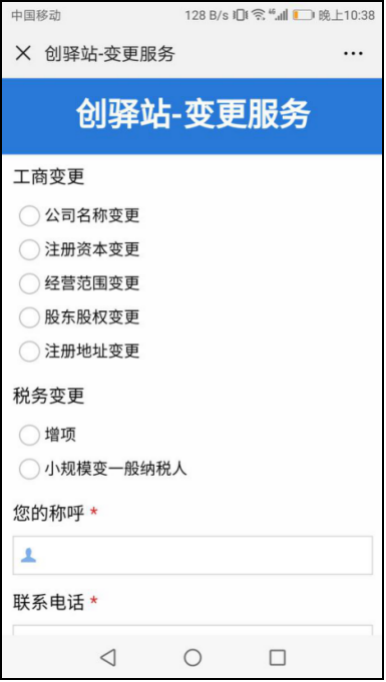 中国移动 128 B/s 46 晚上10:38
创驿站-变更服务
创驿站-变更服务
工商变更
公司名称变更
注册资本变更
经营范围变更
股东股权变更
注册地址变更
税务变更
增项
小规模变一般纳税人
您的称呼 *
联系电话 *